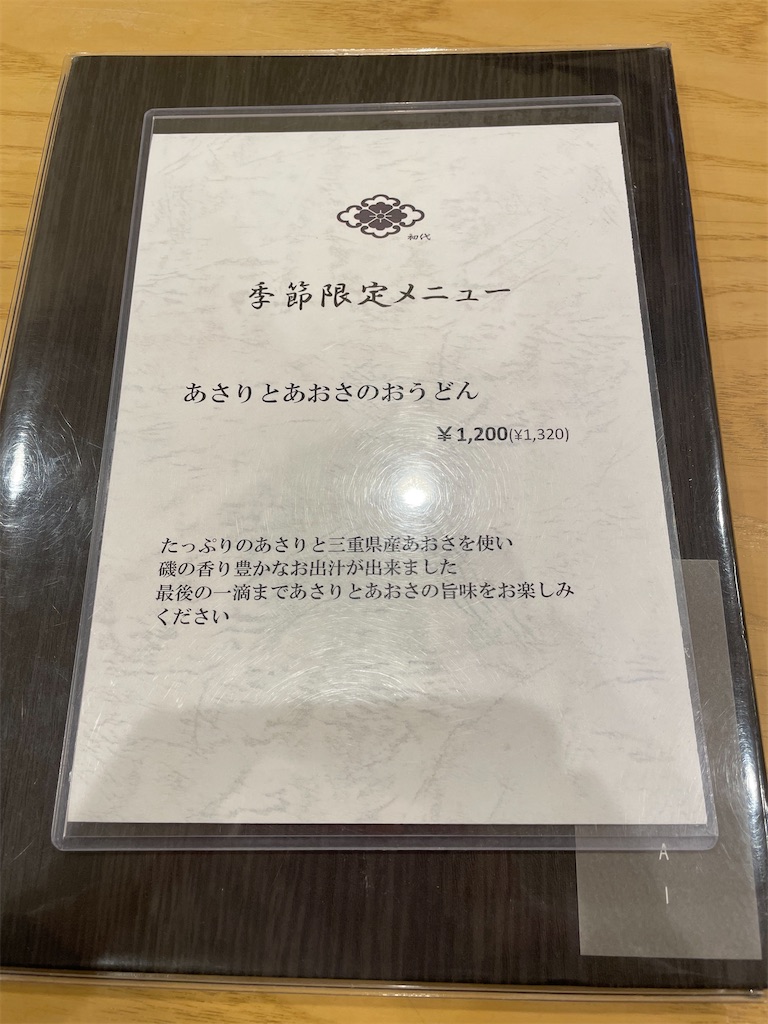 初代
季節限定メニュー
あさりとあおさのおうどん
¥1,200(¥1,320)
たっぷりのあさりと三重県産あおさを使い
磯の香り豊かなお出汁が出来ました
最後の一滴まであさりとあおさの旨味をお楽しみ
ください
A
I